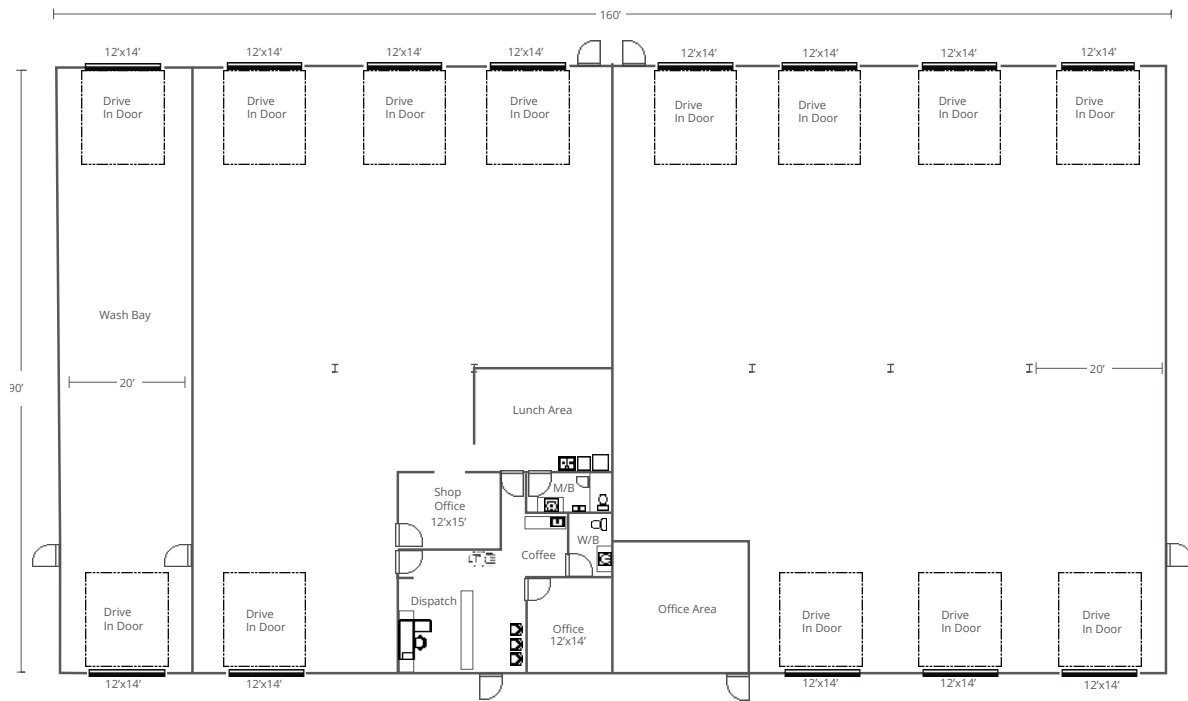 160’
12’x14’
12’x14’
12’x14’
12’x14’
12’x14’
12’x14’
12’x14’
12’x14’
Drive
In Door
Drive
In Door
Drive
In Door
Drive
In Door
Drive
In Door
Drive
In Door
Drive
In Door
Drive
In Door
Wash Bay
20’
20’
90’
Lunch Area
Shop
Office
12’x15’
M/B
W/B
Coffee
Dispatch
Office
12’x14’
Office Area
Drive
In Door
Drive
In Door
Drive
In Door
Drive
In Door
Drive
In Door
12’x14’
12’x14’
12’x14’
12’x14’
12’x14’